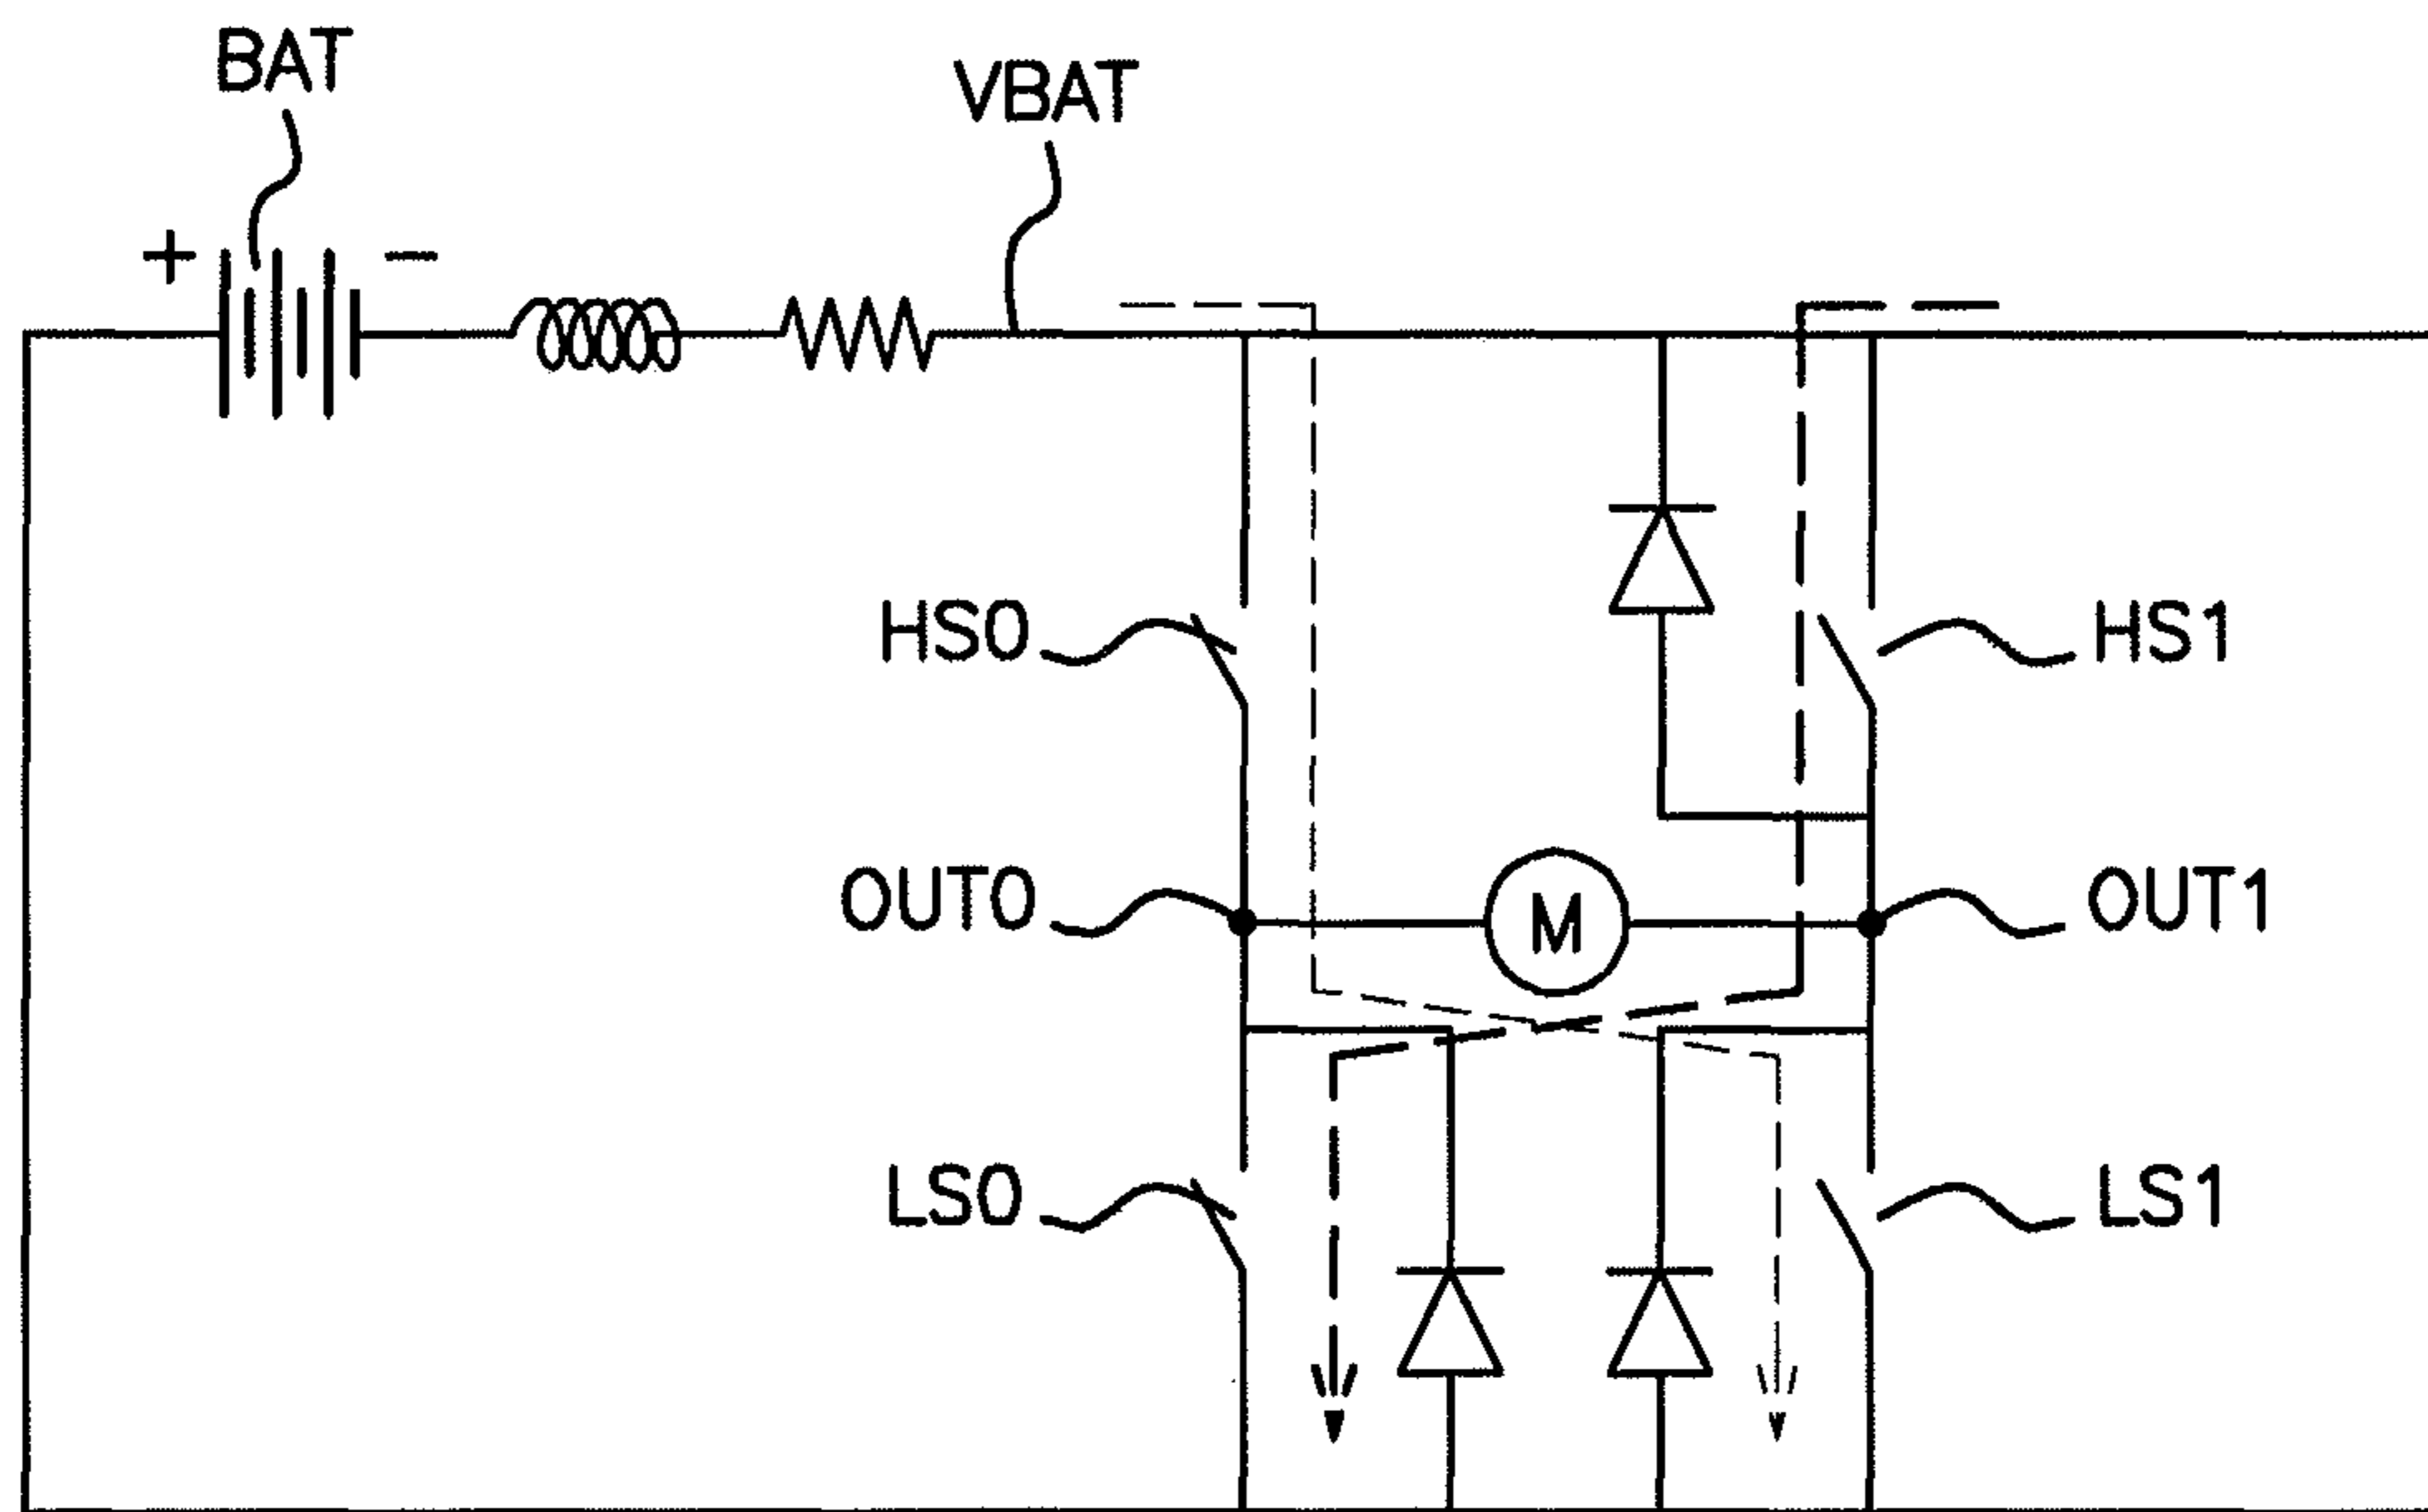 BAT
VBAT
+ −
HS0 HS1
OUT0 M OUT1
LS0 LS1